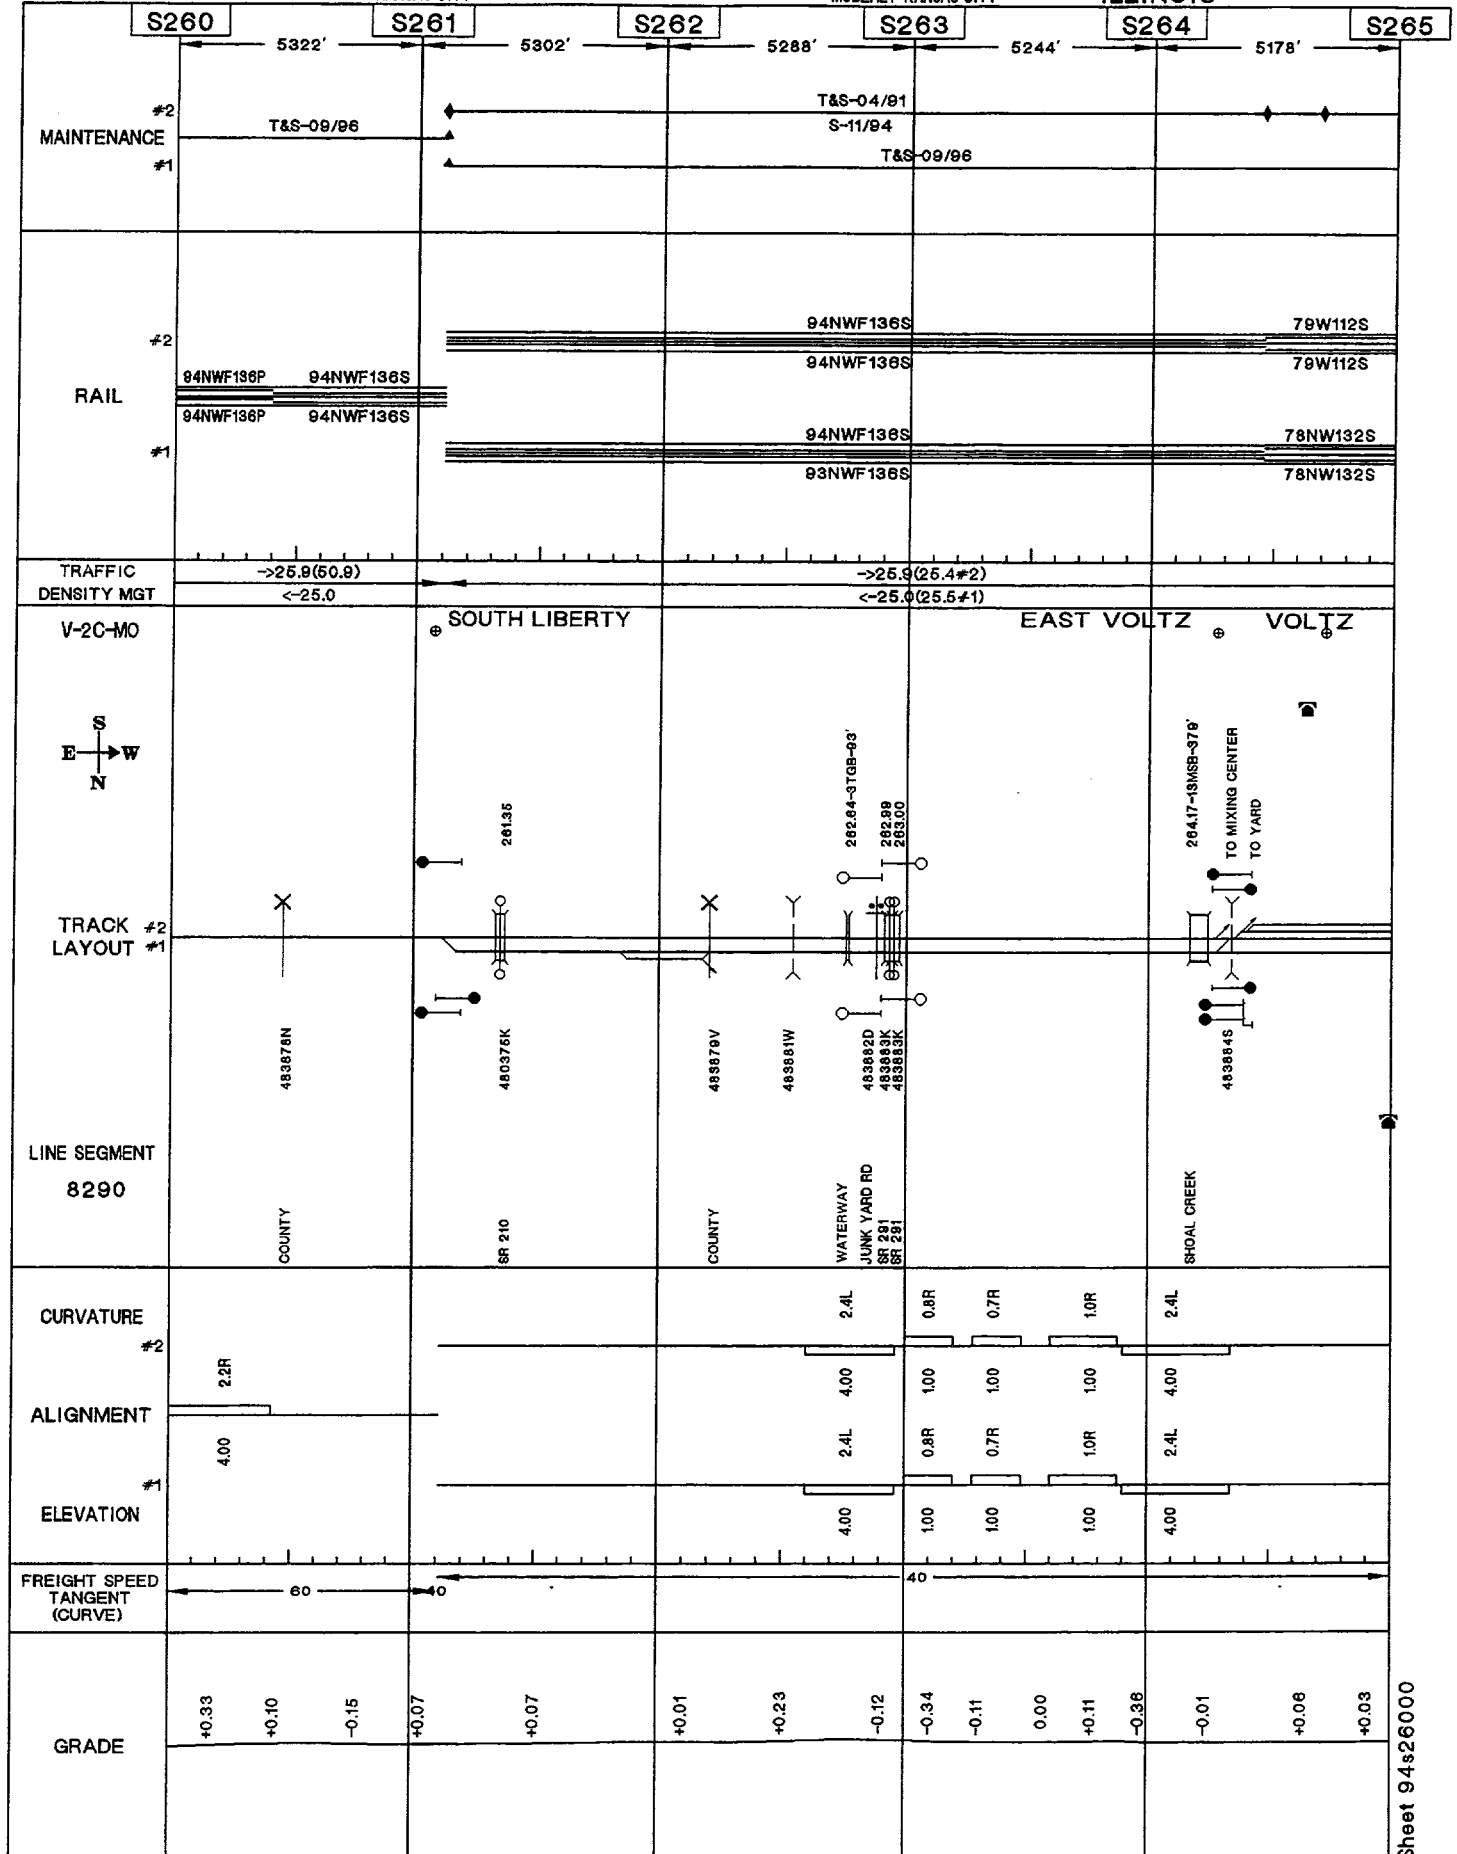 ILLINOIS
S260 S261 S262 S263 S264 S265
5322' 5302' 5288' 5244' 5178'
#2 T&S-04/91
MAINTENANCE T&S-09/96 S-11/94
#1 T&S-09/96
94NWF136S 79W112S
#2
94NWF136S 79W112S
94NWF136P 94NWF136S
RAIL
94NWF136P 94NWF136S
94NWF136S 78NW132S
#1
93NWF136S 78NW132S
TRAFFIC ->25.9(50.9) ->25.9(25.4#2)
DENSITY MGT <-25.0 <-25.0(25.5#1)
V-2C-MO SOUTH LIBERTY EAST VOLTZ VOLTZ
S
E W
N
261.35
262.64-3TGB-93'
262.99
263.00
264.17-13MSB-379'
TO MIXING CENTER
TO YARD
TRACK #2
LAYOUT #1
483878N
480375K
483879V
483881W
483882D
483883K
483883K
483884S
LINE SEGMENT
8290
COUNTY
SR 210
COUNTY
WATERWAY
JUNK YARD RD
SR 291
SR 291
SHOAL CREEK
CURVATURE 2.4L 0.8R 0.7R 1.0R 2.4L
#2
2.2R 4.00 1.00 1.00 1.00 4.00
ALIGNMENT
4.00 2.4L 0.8R 0.7R 1.0R 2.4L
#1
ELEVATION 4.00 1.00 1.00 1.00 4.00
FREIGHT SPEED
TANGENT 60 40 40
(CURVE)
GRADE +0.33 +0.10 -0.15 +0.07 +0.07 +0.01 +0.23 -0.12 -0.34 -0.11 0.00 +0.11 -0.36 -0.01 +0.06 +0.03
Sheet 94s26000